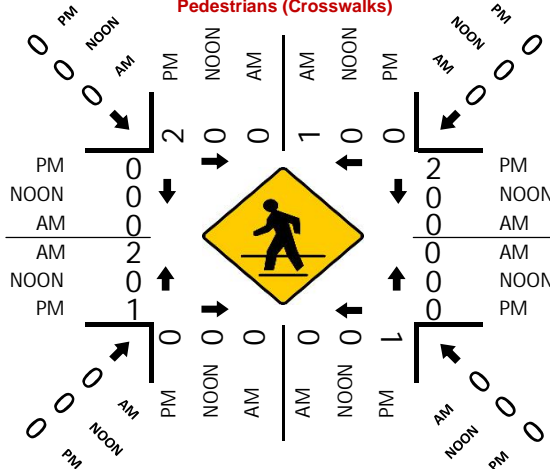 Pedestrians (Crosswalks)
PM 0
NOON 0
AM 0
PM 0
NOON 0
AM 0
PM NOON AM AM NOON PM
2 0 0 1 0 0
PM 0 2 PM
NOON 0 0 NOON
AM 0 0 AM
AM 2 0 AM
NOON 0 0 NOON
PM 1 0 PM
0 0 0 0 0 1
PM NOON AM AM NOON PM
0 AM
0 NOON
0 PM
0 AM
0 NOON
0 PM